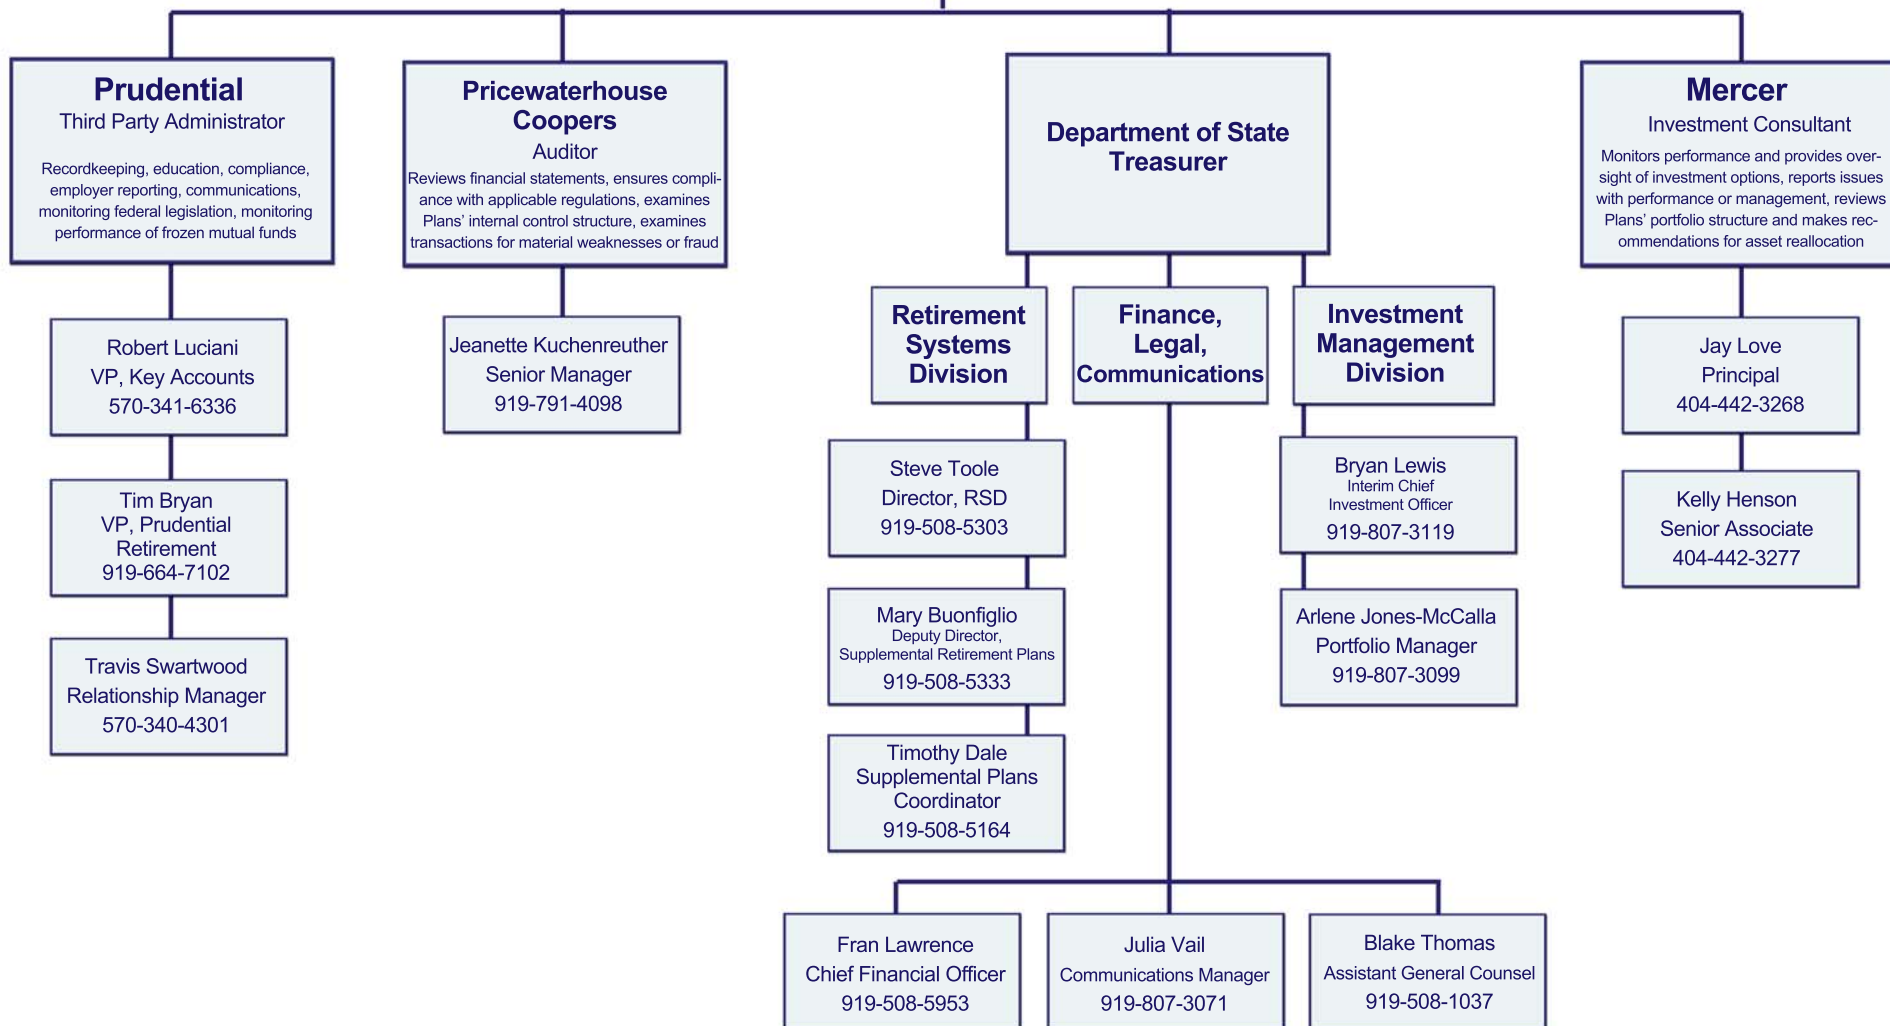 Prudential
Third Party Administrator
Recordkeeping, education, compliance,
employer reporting, communications,
monitoring federal legislation, monitoring
performance of frozen mutual funds
Robert Luciani
VP, Key Accounts
570-341-6336
Tim Bryan
VP, Prudential
Retirement
919-664-7102
Travis Swartwood
Relationship Manager
570-340-4301
Pricewaterhouse
Coopers
Auditor
Reviews financial statements, ensures compli-
ance with applicable regulations, examines
Plans' internal control structure, examines
transactions for material weaknesses or fraud
Jeanette Kuchenreuther
Senior Manager
919-791-4098
Department of State
Treasurer
Retirement
Systems
Division
Steve Toole
Director, RSD
919-508-5303
Mary Buonfiglio
Deputy Director,
Supplemental Retirement Plans
919-508-5333
Timothy Dale
Supplemental Plans
Coordinator
919-508-5164
Finance,
Legal,
Communications
Fran Lawrence
Chief Financial Officer
919-508-5953
Julia Vail
Communications Manager
919-807-3071
Blake Thomas
Assistant General Counsel
919-508-1037
Investment
Management
Division
Bryan Lewis
Interim Chief
Investment Officer
919-807-3119
Arlene Jones-McCalla
Portfolio Manager
919-807-3099
Mercer
Investment Consultant
Monitors performance and provides over-
sight of investment options, reports issues
with performance or management, reviews
Plans' portfolio structure and makes rec-
ommendations for asset reallocation
Jay Love
Principal
404-442-3268
Kelly Henson
Senior Associate
404-442-3277